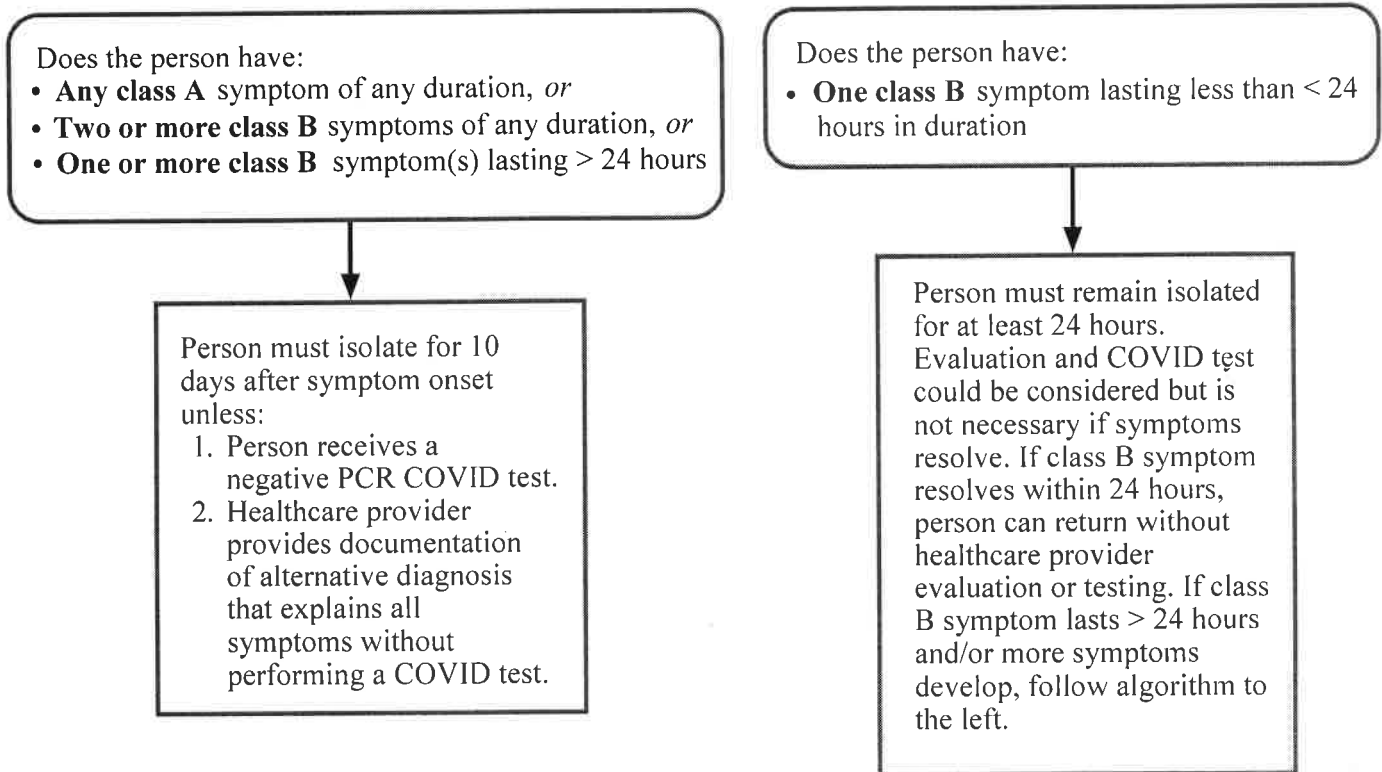 Does the person have:
• Any class A symptom of any duration, or
• Two or more class B symptoms of any duration, or
• One or more class B symptom(s) lasting > 24 hours
Person must isolate for 10
days after symptom onset
unless:
1. Person receives a
negative PCR COVID test.
2. Healthcare provider
provides documentation
of alternative diagnosis
that explains all
symptoms without
performing a COVID test.
Does the person have:
• One class B symptom lasting less than < 24
hours in duration
Person must remain isolated
for at least 24 hours.
Evaluation and COVID test
could be considered but is
not necessary if symptoms
resolve. If class B symptom
resolves within 24 hours,
person can return without
healthcare provider
evaluation or testing. If class
B symptom lasts > 24 hours
and/or more symptoms
develop, follow algorithm to
the left.